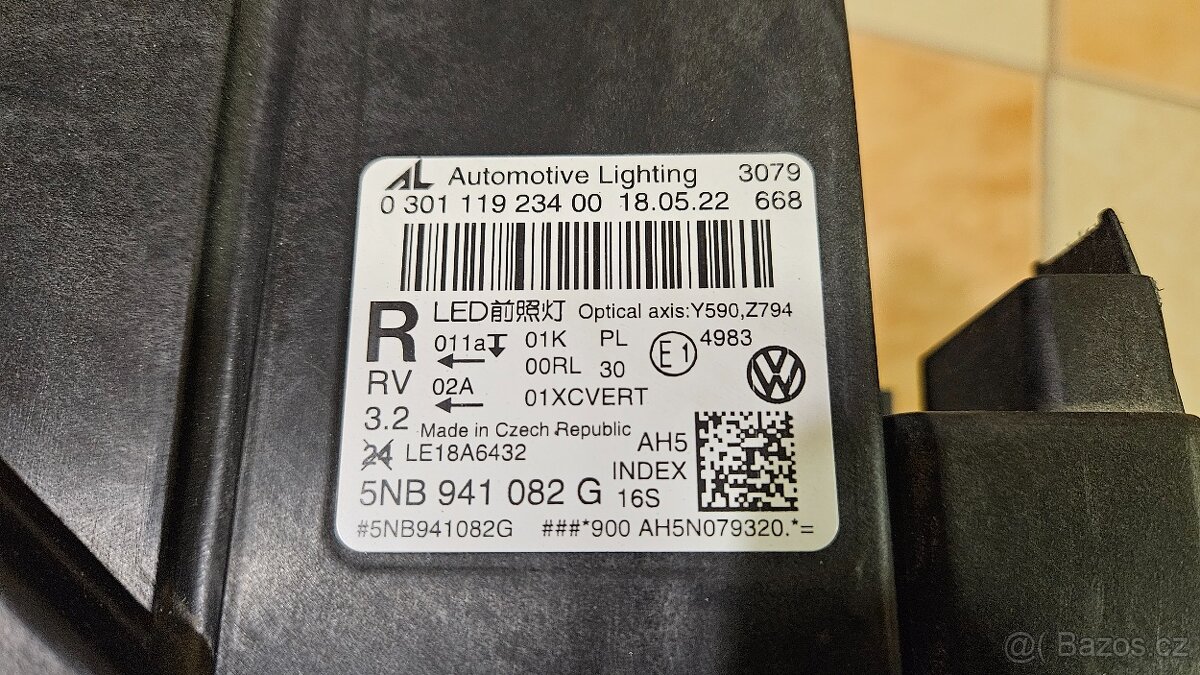 AL Automotive Lighting 3079
0 301 119 234 00 18.05.22 668
R LED前照灯 Optical axis:Y590,Z794
011a 01K PL E1 4983
00RL 30
RV 02A 01XCVERT VW
3.2 Made in Czech Republic AH5
24 LE18A6432 INDEX
5NB 941 082 G 16S
#5NB941082G ###*900 AH5N079320.*=
@( Bazos.cz